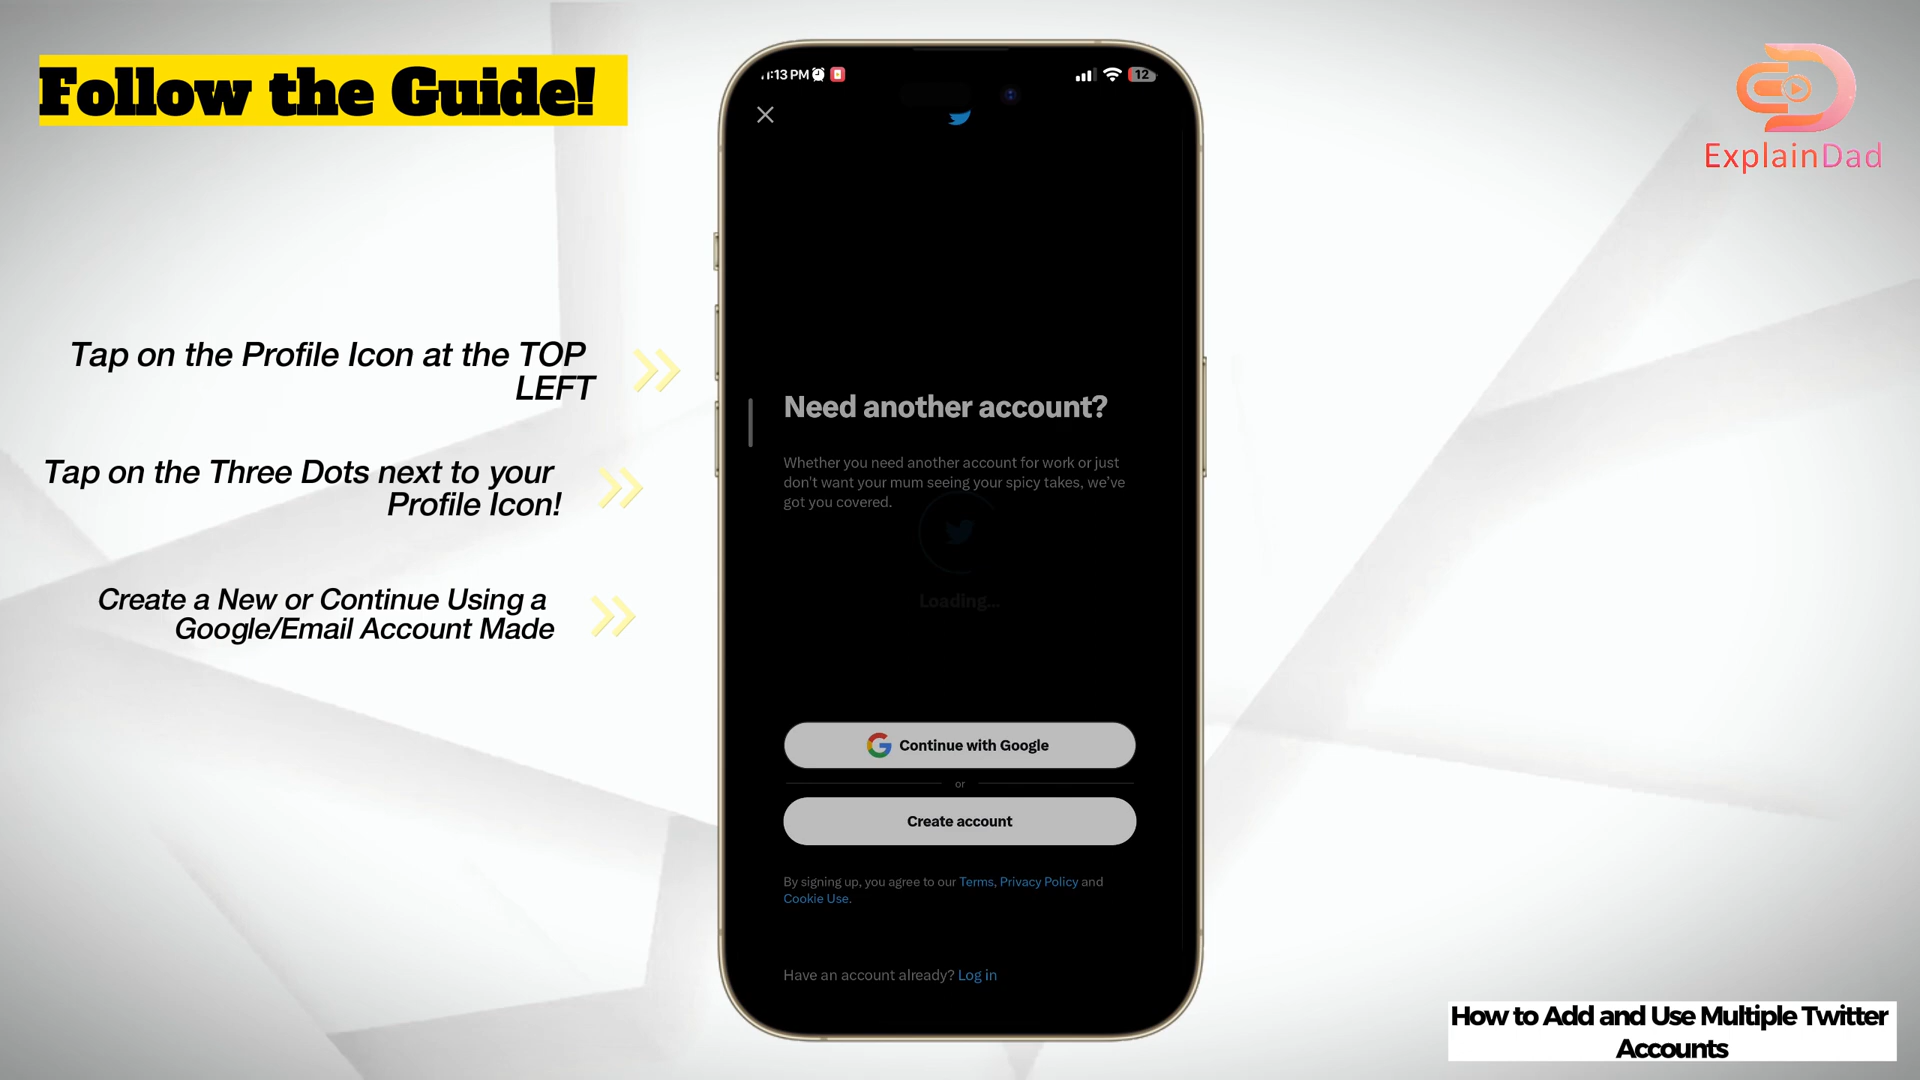 Follow the Guide!
ExplainDad
Tap on the Profile Icon at the TOP
LEFT
Tap on the Three Dots next to your
Profile Icon!
Create a New or Continue Using a
Google/Email Account Made
:13 PM
12
Need another account?
Whether you need another account for work or just
don't want your mum seeing your spicy takes, we've
got you covered.
Loading...
Continue with Google
or
Create account
By signing up, you agree to our Terms, Privacy Policy and
Cookie Use.
Have an account already? Log in
How to Add and Use Multiple Twitter
Accounts